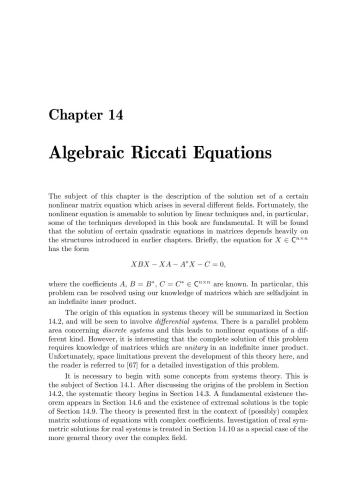 Chapter 14
Algebraic Riccati Equations
The subject of this chapter is the description of the solution set of a certain
nonlinear matrix equation which arises in several different fields. Fortunately, the
nonlinear equation is amenable to solution by linear techniques and, in particular,
some of the techniques developed in this book are fundamental. It will be found
that the solution of certain quadratic equations in matrices depends heavily on
the structures introduced in earlier chapters. Briefly, the equation for X ∈ ℂⁿˣⁿ
has the form
XBX − XA − A*X − C = 0,
where the coefficients A, B = B*, C = C* ∈ ℂⁿˣⁿ are known. In particular, this
problem can be resolved using our knowledge of matrices which are selfadjoint in
an indefinite inner product.
The origin of this equation in systems theory will be summarized in Section
14.2, and will be seen to involve differential systems. There is a parallel problem
area concerning discrete systems and this leads to nonlinear equations of a dif-
ferent kind. However, it is interesting that the complete solution of this problem
requires knowledge of matrices which are unitary in an indefinite inner product.
Unfortunately, space limitations prevent the development of this theory here, and
the reader is referred to [67] for a detailed investigation of this problem.
It is necessary to begin with some concepts from systems theory. This is
the subject of Section 14.1. After discussing the origins of the problem in Section
14.2, the systematic theory begins in Section 14.3. A fundamental existence the-
orem appears in Section 14.6 and the existence of extremal solutions is the topic
of Section 14.9. The theory is presented first in the context of (possibly) complex
matrix solutions of equations with complex coefficients. Investigation of real sym-
metric solutions for real systems is treated in Section 14.10 as a special case of the
more general theory over the complex field.